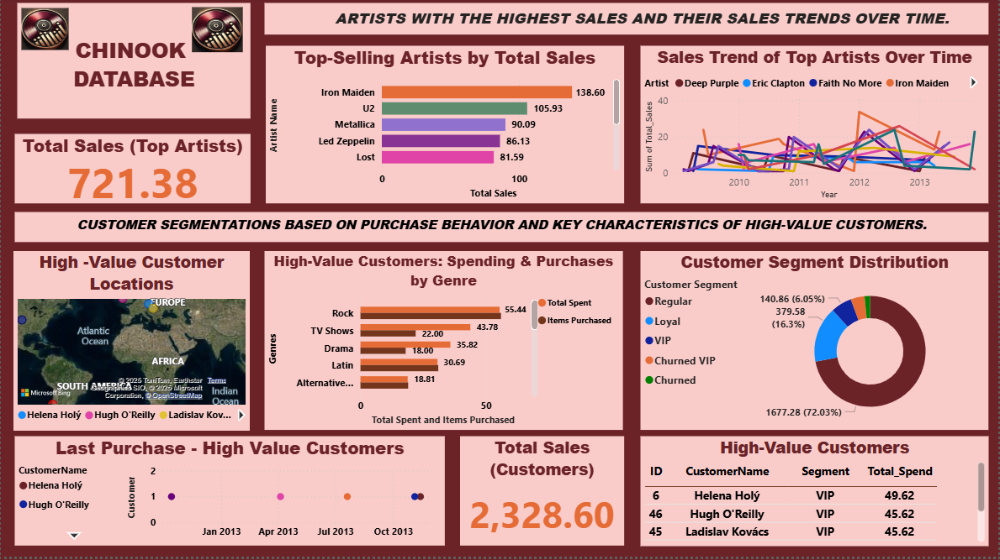 CHINOOK
DATABASE
ARTISTS WITH THE HIGHEST SALES AND THEIR SALES TRENDS OVER TIME.
Total Sales (Top Artists)
721.38
Top-Selling Artists by Total Sales
Artist Name
Iron Maiden
138.60
U2
105.93
Metallica
90.09
Led Zeppelin
86.13
Lost
81.59
0
100
Total Sales
Sales Trend of Top Artists Over Time
Artist
Deep Purple
Eric Clapton
Faith No More
Iron Maiden
Sum of Total_Sales
40
20
0
2010
2011
2012
2013
Year
CUSTOMER SEGMENTATIONS BASED ON PURCHASE BEHAVIOR AND KEY CHARACTERISTICS OF HIGH-VALUE CUSTOMERS.
High -Value Customer
Locations
EUROPE
Atlantic
Ocean
AFRICA
SOUTH AMERICA
Indian
Ocean
Microsoft Bing
© 2025 TomTom, Earthstar
Geographics SIO, © 2025 Microsoft
Corporation, © OpenStreetMap
Terms
Helena Holý
Hugh O'Reilly
Ladislav Kov...
High-Value Customers: Spending & Purchases
by Genre
Total Spent
Items Purchased
Genres
Rock
55.44
TV Shows
43.78
22.00
Drama
35.82
18.00
Latin
30.69
Alternative...
18.81
0
50
Total Spent and Items Purchased
Customer Segment Distribution
Customer Segment
Regular
Loyal
VIP
Churned VIP
Churned
140.86 (6.05%)
379.58
(16.3%)
1677.28 (72.03%)
Last Purchase - High Value Customers
CustomerName
Helena Holý
Hugh O'Reilly
Customer
2
1
0
Jan 2013
Apr 2013
Jul 2013
Oct 2013
Total Sales
(Customers)
2,328.60
High-Value Customers
ID CustomerName Segment Total_Spend
6 Helena Holý VIP 49.62
46 Hugh O'Reilly VIP 45.62
45 Ladislav Kovács VIP 45.62